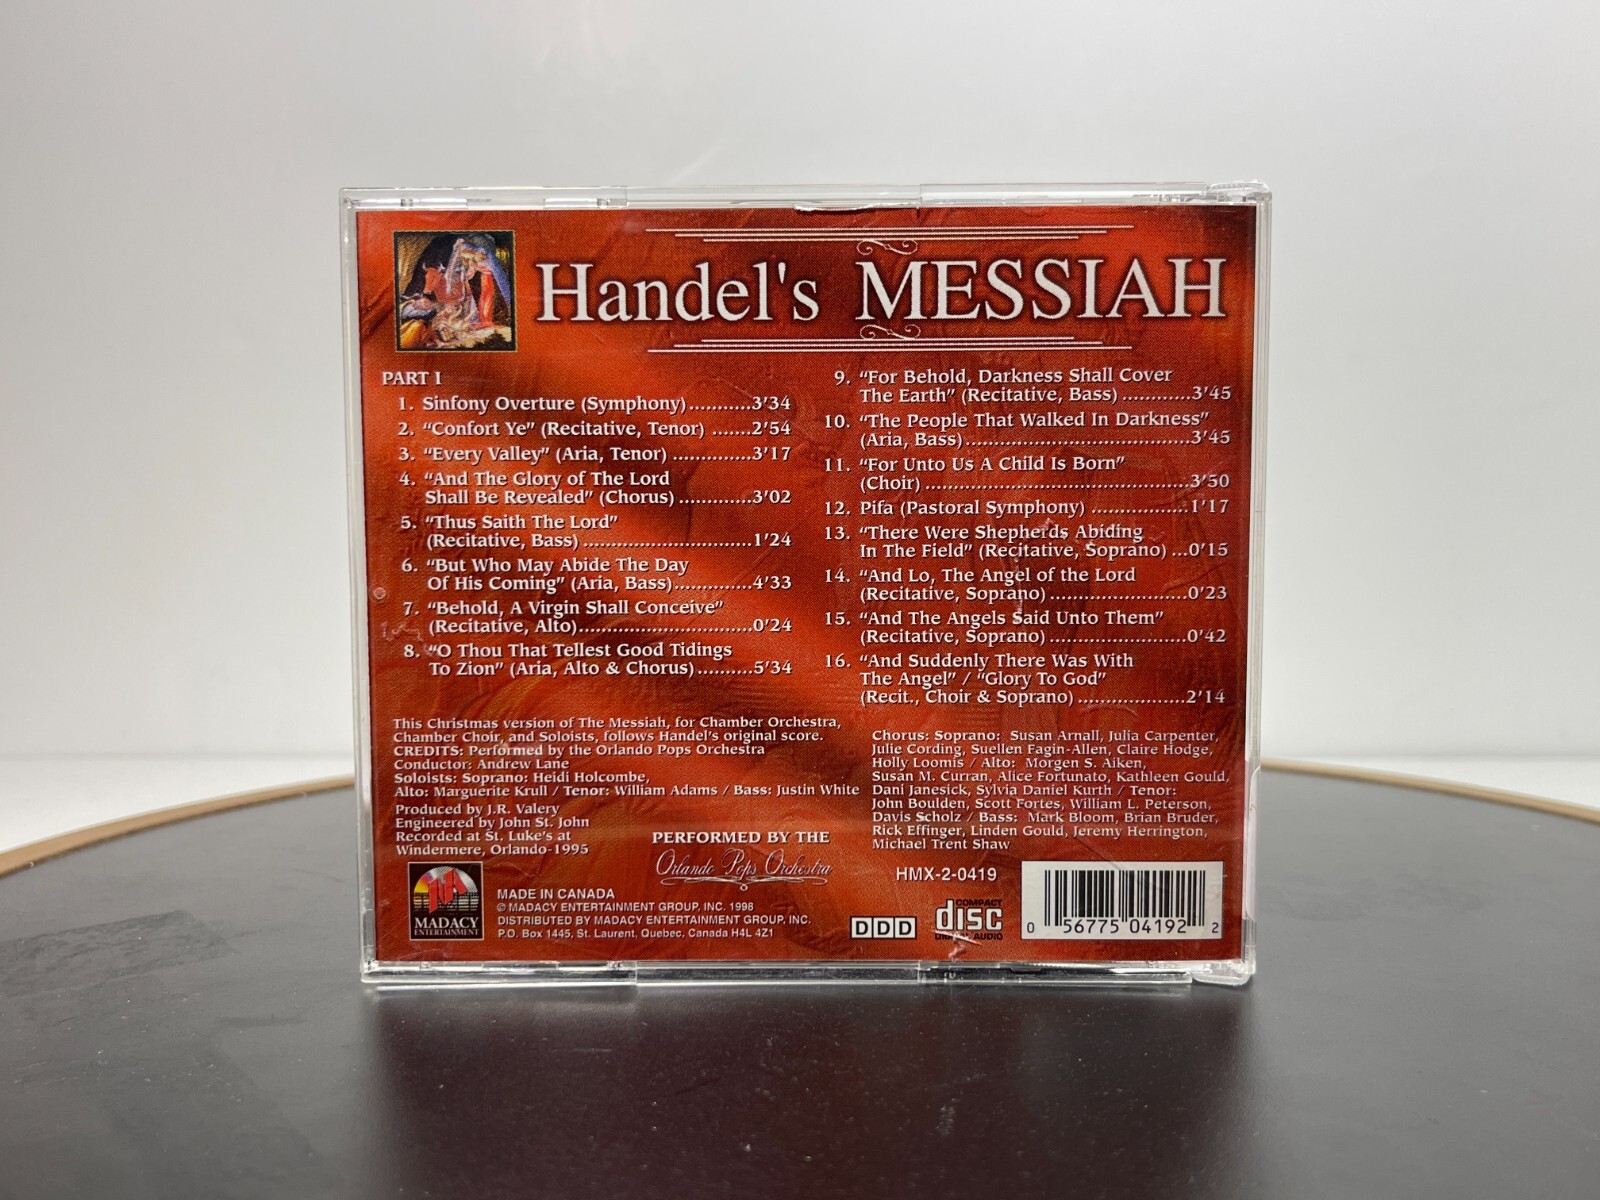 Handel's MESSIAH
PART I
1. Sinfony Overture (Symphony)...........3'34
2. “Confort Ye” (Recitative, Tenor) .......2'54
3. “Every Valley” (Aria, Tenor) .............3'17
4. “And The Glory of The Lord
Shall Be Revealed” (Chorus) ............3'02
5. “Thus Saith The Lord”
(Recitative, Bass) ............................1'24
6. “But Who May Abide The Day
Of His Coming” (Aria, Bass).............4'33
7. “Behold, A Virgin Shall Conceive”
(Recitative, Alto).............................0'24
8. “O Thou That Tellest Good Tidings
To Zion” (Aria, Alto & Chorus)..........5'34
9. “For Behold, Darkness Shall Cover
The Earth” (Recitative, Bass) ............3'45
10. “The People That Walked In Darkness”
(Aria, Bass)..........................................3'45
11. “For Unto Us A Child Is Born”
(Choir) ................................................3'50
12. Pifa (Pastoral Symphony) ................1'17
13. “There Were Shepherds Abiding
In The Field” (Recitative, Soprano) ...0'15
14. “And Lo, The Angel of the Lord
(Recitative, Soprano) .......................0'23
15. “And The Angels Said Unto Them”
(Recitative, Soprano) .......................0'42
16. “And Suddenly There Was With
The Angel” / “Glory To God”
(Recit., Choir & Soprano) ..................2'14
This Christmas version of The Messiah, for Chamber Orchestra,
Chamber Choir, and Soloists, follows Handel's original score.
CREDITS: Performed by the Orlando Pops Orchestra
Conductor: Andrew Lane
Soloists: Soprano: Heidi Holcombe,
Alto: Marguerite Krull / Tenor: William Adams / Bass: Justin White
Produced by J.R. Valery
Engineered by John St. John
Recorded at St. Luke's at
Windermere, Orlando-1995
PERFORMED BY THE
Orlando Pops Orchestra
Chorus: Soprano: Susan Arnall, Julia Carpenter,
Julie Cording, Suellen Fagin-Allen, Claire Hodge,
Holly Loomis / Alto: Morgen S. Aiken,
Susan M. Curran, Alice Fortunato, Kathleen Gould,
Dani Janesick, Sylvia Daniel Kurth / Tenor:
John Boulden, Scott Fortes, William L. Peterson,
Davis Scholz / Bass: Mark Bloom, Brian Bruder,
Rick Effinger, Linden Gould, Jeremy Herrington,
Michael Trent Shaw
MADACY
ENTERTAINMENT
MADE IN CANADA
© MADACY ENTERTAINMENT GROUP, INC. 1998
DISTRIBUTED BY MADACY ENTERTAINMENT GROUP, INC.
P.O. Box 1445, St. Laurent, Quebec, Canada H4L 4Z1
HMX-2-0419
DDD
COMPACT
disc
DIGITAL AUDIO
0 56775 04192 2